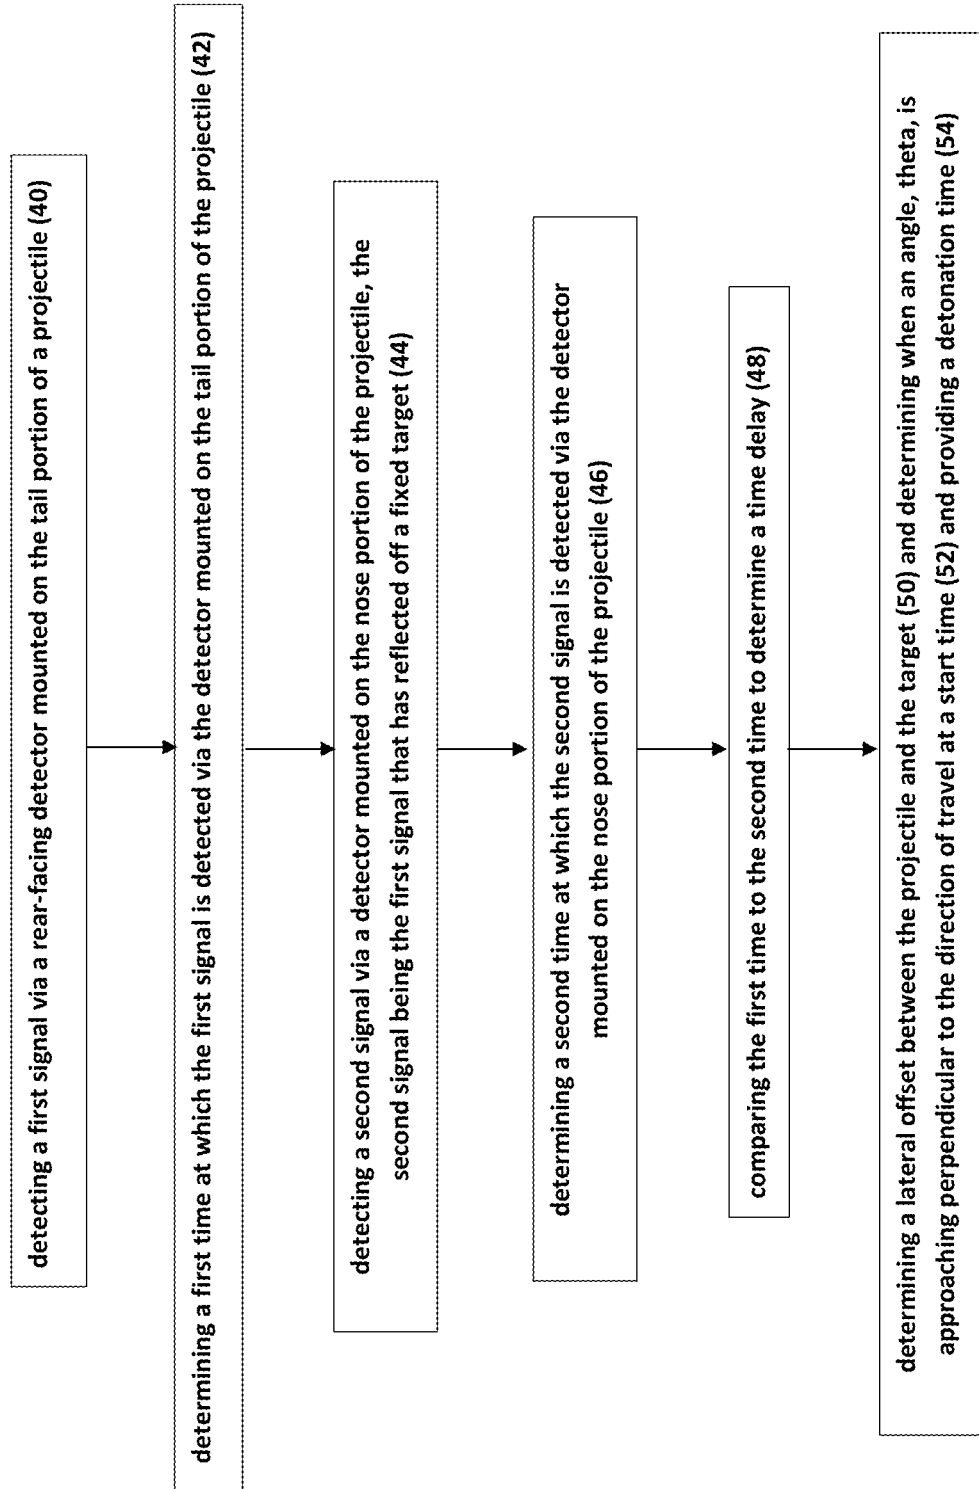 detecting a first signal via a rear-facing detector mounted on the tail portion of a projectile (40)
determining a first time at which the first signal is detected via the detector mounted on the tail portion of the projectile (42)
detecting a second signal via a detector mounted on the nose portion of the projectile, the
second signal being the first signal that has reflected off a fixed target (44)
determining a second time at which the second signal is detected via the detector
mounted on the nose portion of the projectile (46)
comparing the first time to the second time to determine a time delay (48)
determining a lateral offset between the projectile and the target (50) and determining when an angle, theta, is
approaching perpendicular to the direction of travel at a start time (52) and providing a detonation time (54)